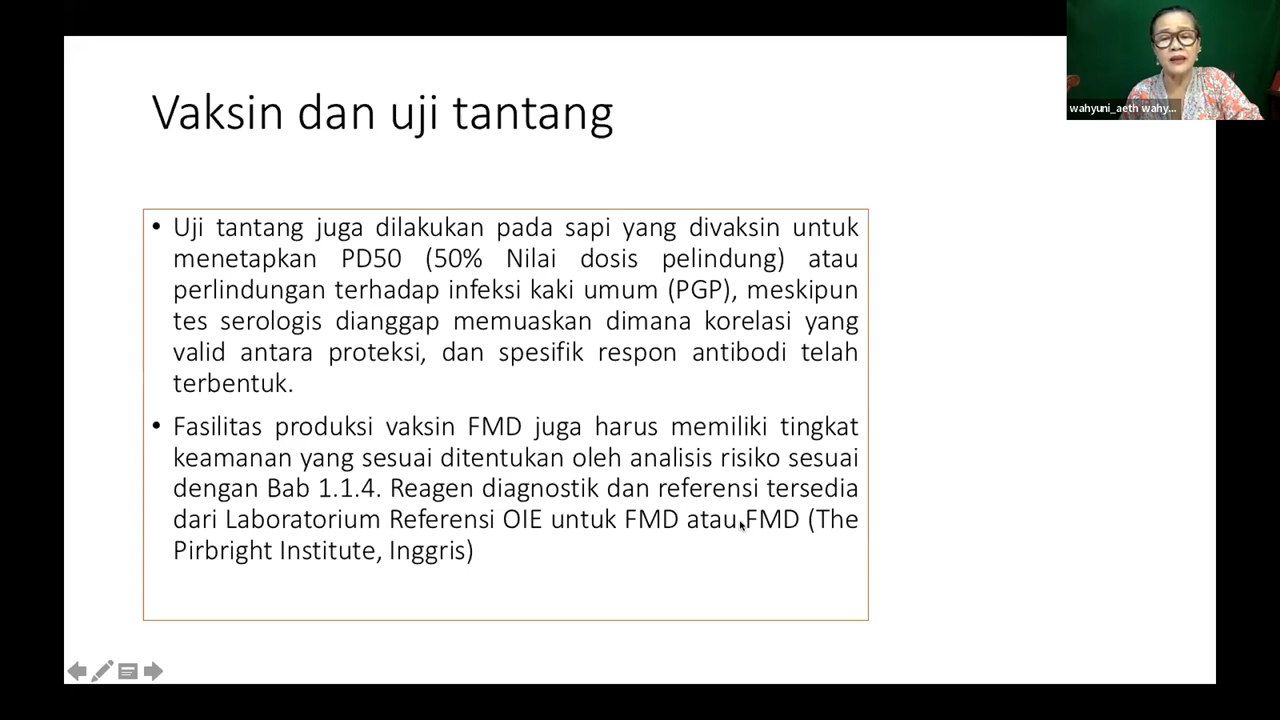 Vaksin dan uji tantang
wahyuni_aeth wahy...
• Uji tantang juga dilakukan pada sapi yang divaksin untuk
menetapkan PD50 (50% Nilai dosis pelindung) atau
perlindungan terhadap infeksi kaki umum (PGP), meskipun
tes serologis dianggap memuaskan dimana korelasi yang
valid antara proteksi, dan spesifik respon antibodi telah
terbentuk.
• Fasilitas produksi vaksin FMD juga harus memiliki tingkat
keamanan yang sesuai ditentukan oleh analisis risiko sesuai
dengan Bab 1.1.4. Reagen diagnostik dan referensi tersedia
dari Laboratorium Referensi OIE untuk FMD atau FMD (The
Pirbright Institute, Inggris)